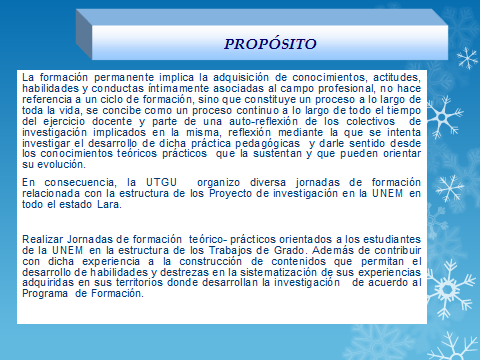 PROPÓSITO
La formación permanente implica la adquisición de conocimientos, actitudes,
habilidades y conductas íntimamente asociadas al campo profesional, no hace
referencia a un ciclo de formación, sino que constituye un proceso a lo largo de
toda la vida, se concibe como un proceso continuo a lo largo de todo el tiempo
del ejercicio docente y parte de una auto-reflexión de los colectivos de
investigación implicados en la misma, reflexión mediante la que se intenta
investigar el desarrollo de dicha práctica pedagógicas y darle sentido desde
los conocimientos teóricos prácticos que la sustentan y que pueden orientar
su evolución.
En consecuencia, la UTGU organizo diversa jornadas de formación
relacionada con la estructura de los Proyecto de investigación en la UNEM en
todo el estado Lara.
Realizar Jornadas de formación teórico- prácticos orientados a los estudiantes
de la UNEM en la estructura de los Trabajos de Grado. Además de contribuir
con dicha experiencia a la construcción de contenidos que permitan el
desarrollo de habilidades y destrezas en la sistematización de sus experiencias
adquiridas en sus territorios donde desarrollan la investigación de acuerdo al
Programa de Formación.